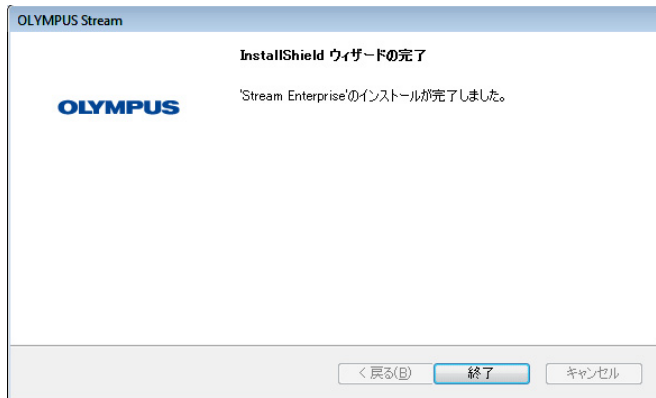 OLYMPUS Stream
InstallShield ウィザードの完了
OLYMPUS
'Stream Enterprise'のインストールが完了しました。
< 戻る(B)
終了
キャンセル